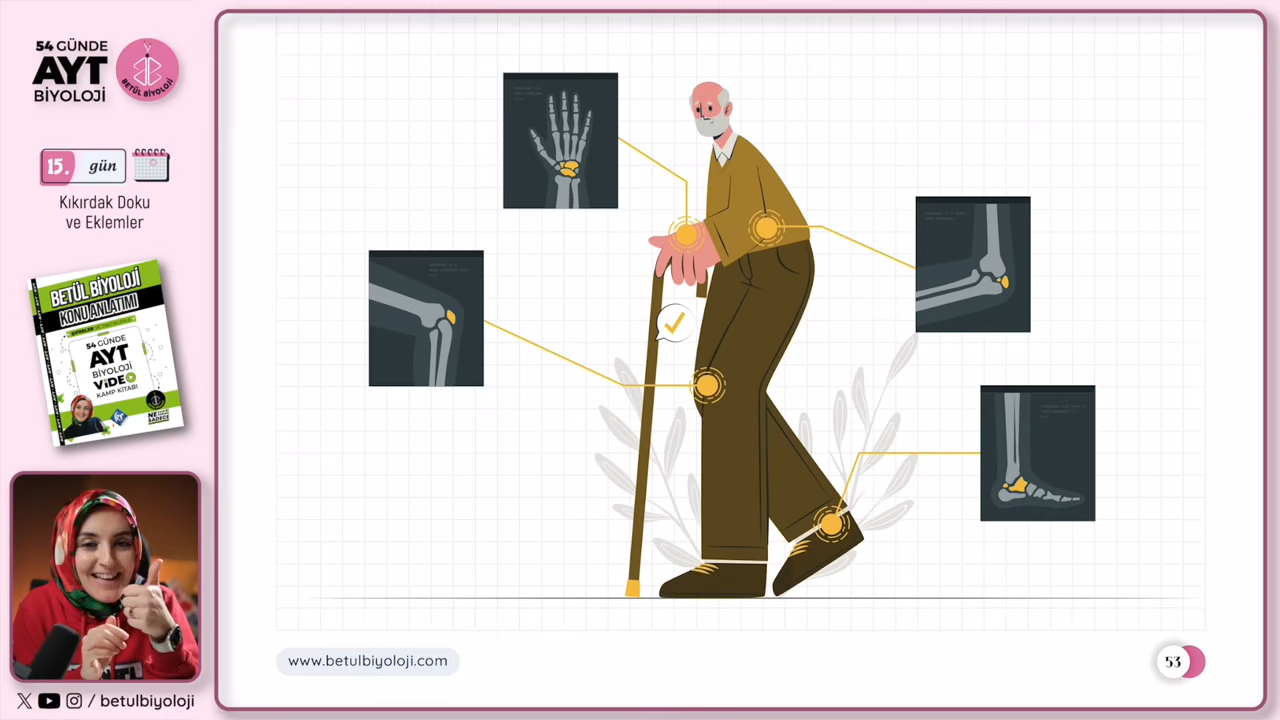 54 GÜNDE
AYT
BİYOLOJİ
BETÜL BİYOLOJİ
15. gün
Kıkırdak Doku
ve Eklemler
BETÜL BİYOLOJİ
KONU ANLATIMI
54 GÜNDE
AYT
BİYOLOJİ
VİDEO
KAMP KİTABI
/ betulbiyoloji
www.betulbiyoloji.com
53